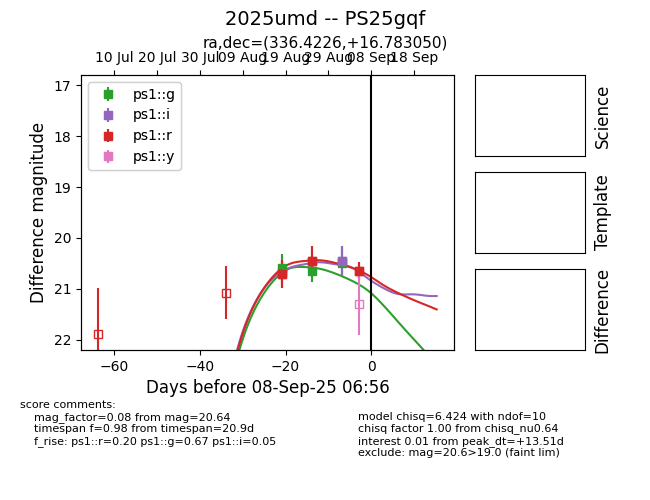 2025umd -- PS25gqf
ra,dec=(336.4226,+16.783050)
10 Jul 20 Jul 30 Jul 09 Aug 19 Aug 29 Aug 08 Sep 18 Sep
ps1::g
ps1::i
ps1::r
ps1::y
17
18
19
20
21
22
Difference magnitude
−60 −40 −20 0
Days before 08-Sep-25 06:56
Science
Template
Difference
score comments:
mag_factor=0.08 from mag=20.64
timespan f=0.98 from timespan=20.9d
f_rise: ps1::r=0.20 ps1::g=0.67 ps1::i=0.05
model chisq=6.424 with ndof=10
chisq factor 1.00 from chisq_nu0.64
interest 0.01 from peak_dt=+13.51d
exclude: mag=20.6>19.0 (faint lim)